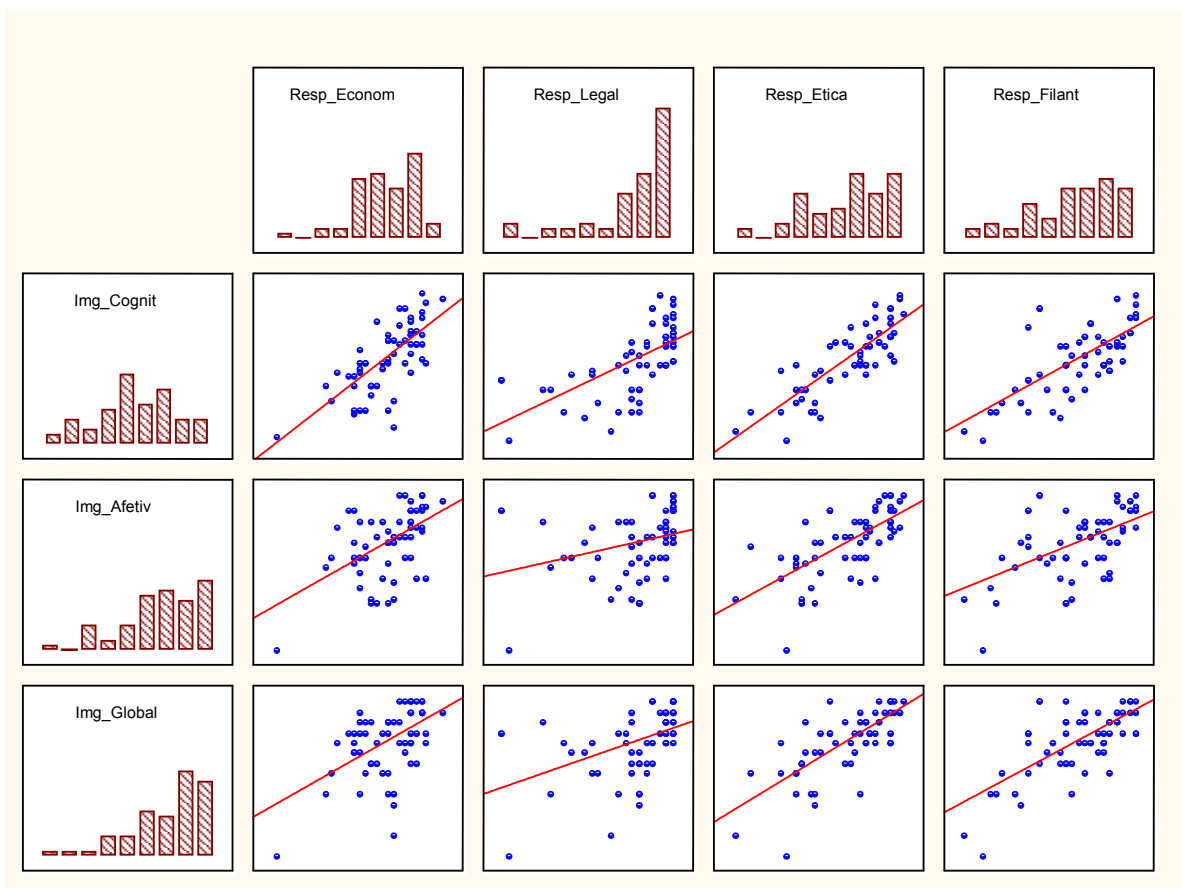 Resp_Econom
Resp_Legal
Resp_Etica
Resp_Filant
Img_Cognit
Img_Afetiv
Img_Global